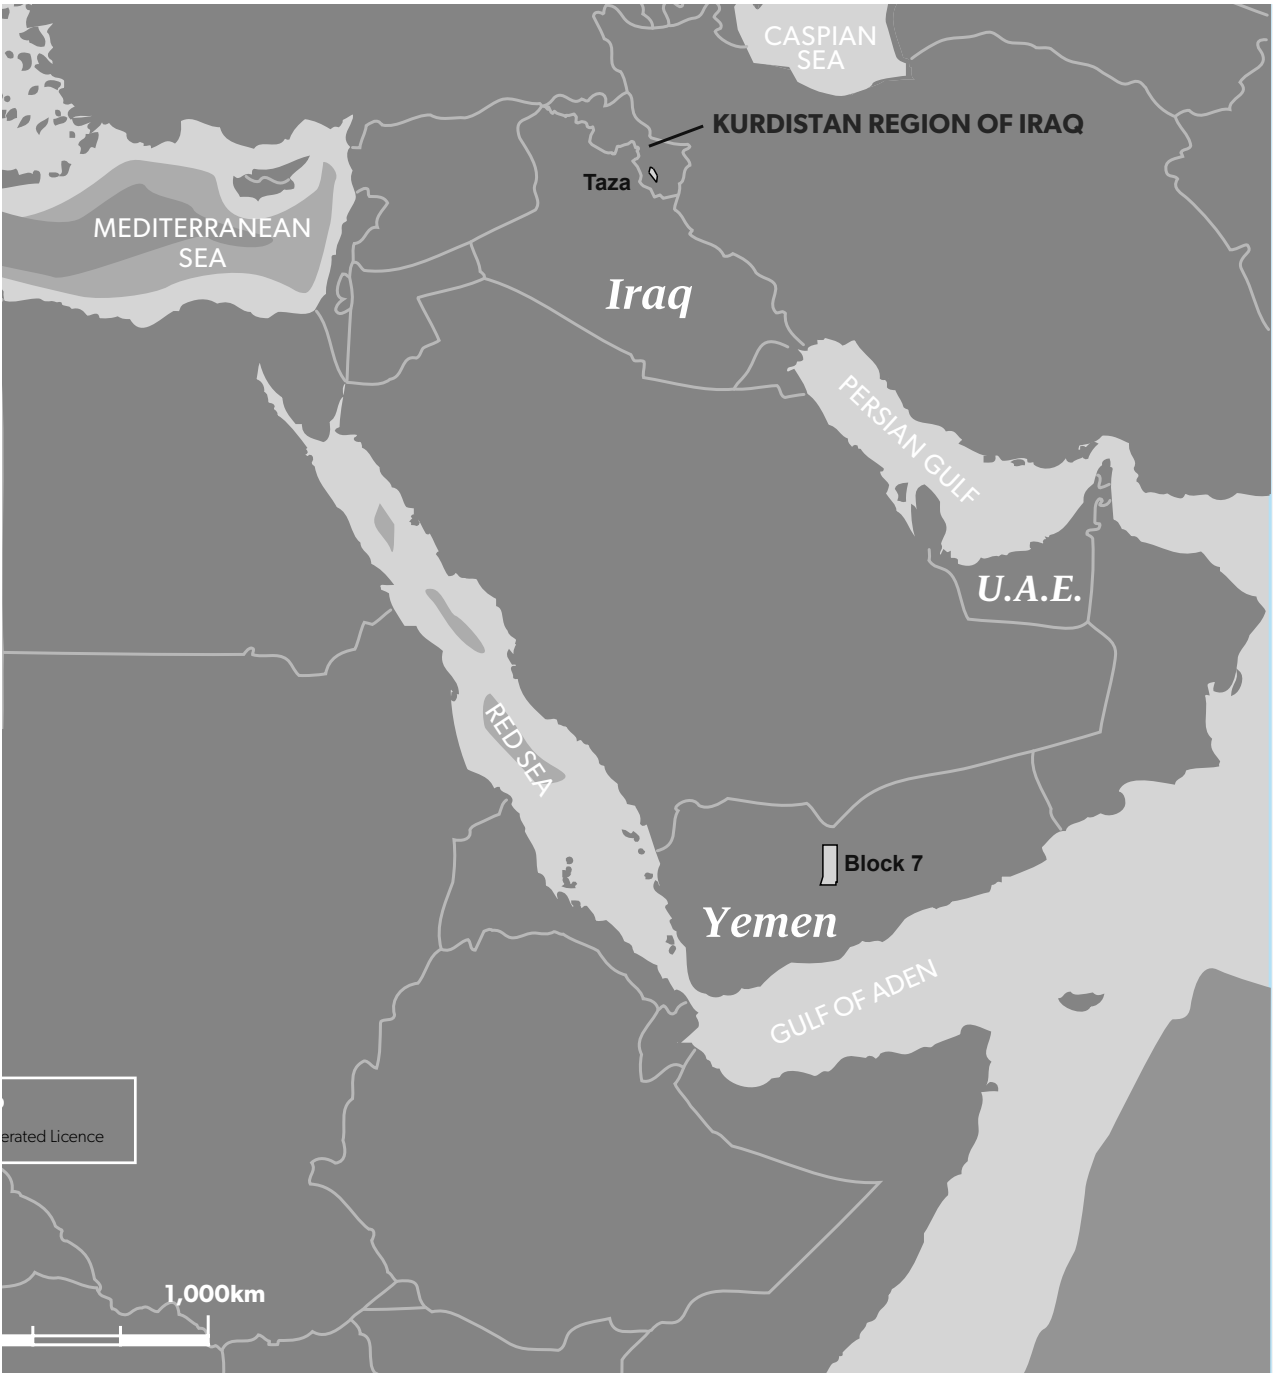 CASPIAN
SEA
KURDISTAN REGION OF IRAQ
Taza
MEDITERRANEAN
SEA
Iraq
PERSIAN GULF
U.A.E.
RED SEA
Block 7
Yemen
GULF OF ADEN
erated Licence
1,000km